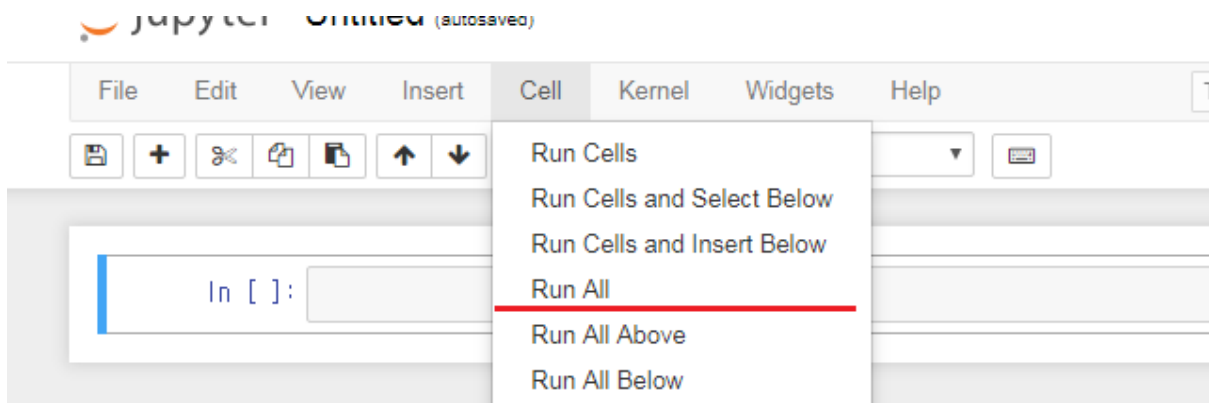 Jupyter Untitled (autosaved)
File Edit View Insert Cell Kernel Widgets Help
Run Cells
Run Cells and Select Below
Run Cells and Insert Below
In [ ]:
Run All
Run All Above
Run All Below